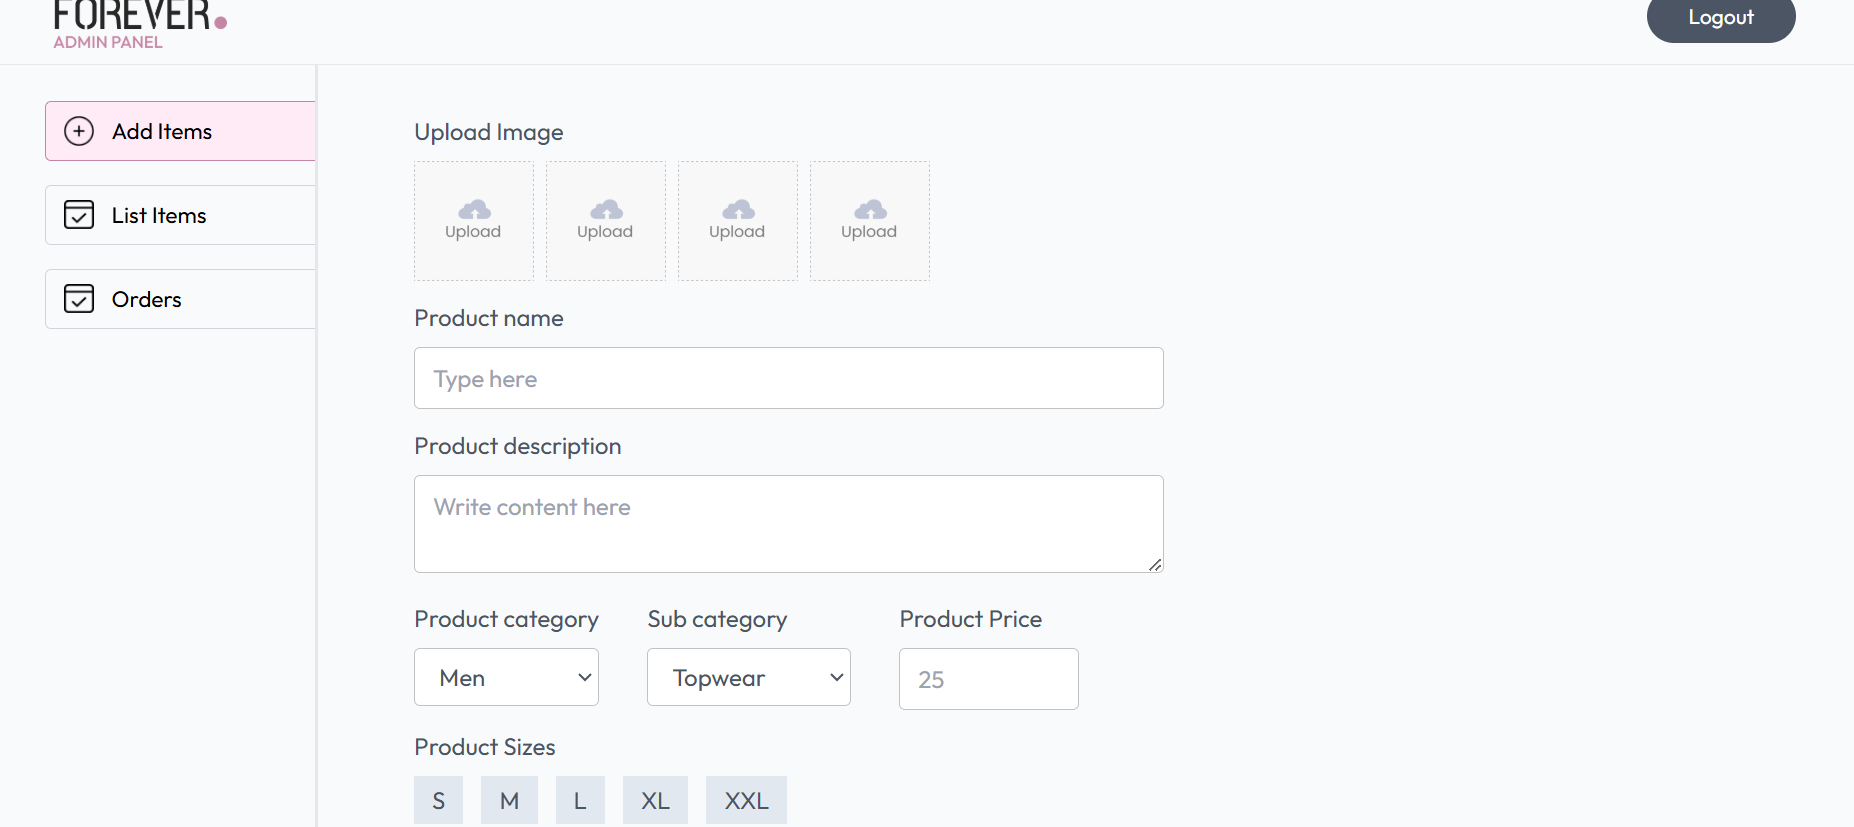 FOREVER.
ADMIN PANEL
Logout
Add Items
List Items
Orders
Upload Image
Upload Upload Upload Upload
Product name
Type here
Product description
Write content here
Product category Sub category Product Price
Men Topwear 25
Product Sizes
S M L XL XXL